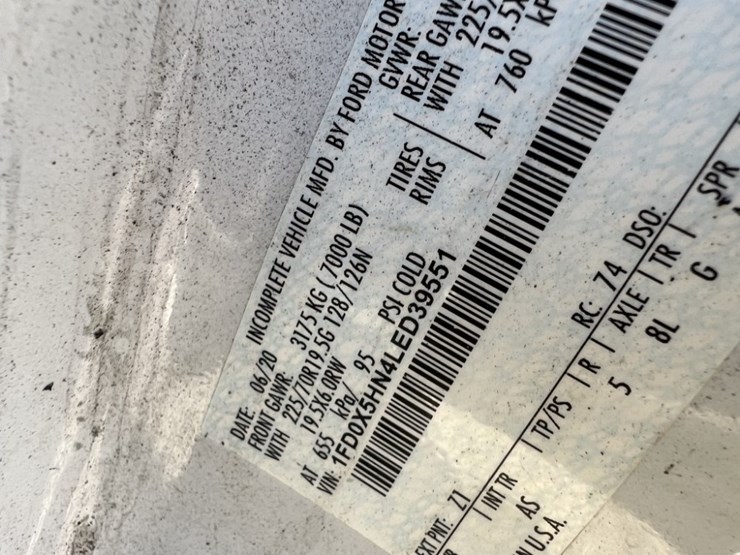 DATE: 06/20 INCOMPLETE VEHICLE MFD. BY FORD MOTOR
FRONT GAWR: 3175 KG ( 7000 LB) GVWR:
REAR GAW
WITH 225/70R19.5G 128/126N TIRES WITH 225/7
19.5X6.0RW RIMS 19.5X
AT 655 kPa/ 95 PSI COLD AT 760 kP
VIN: 1FD0X5HN4LED39551
EXT PNT: Z1 RC: 74 DSO:
INT TR TP/PS R AXLE TR SPR
AS 5 8L G
U.S.A.